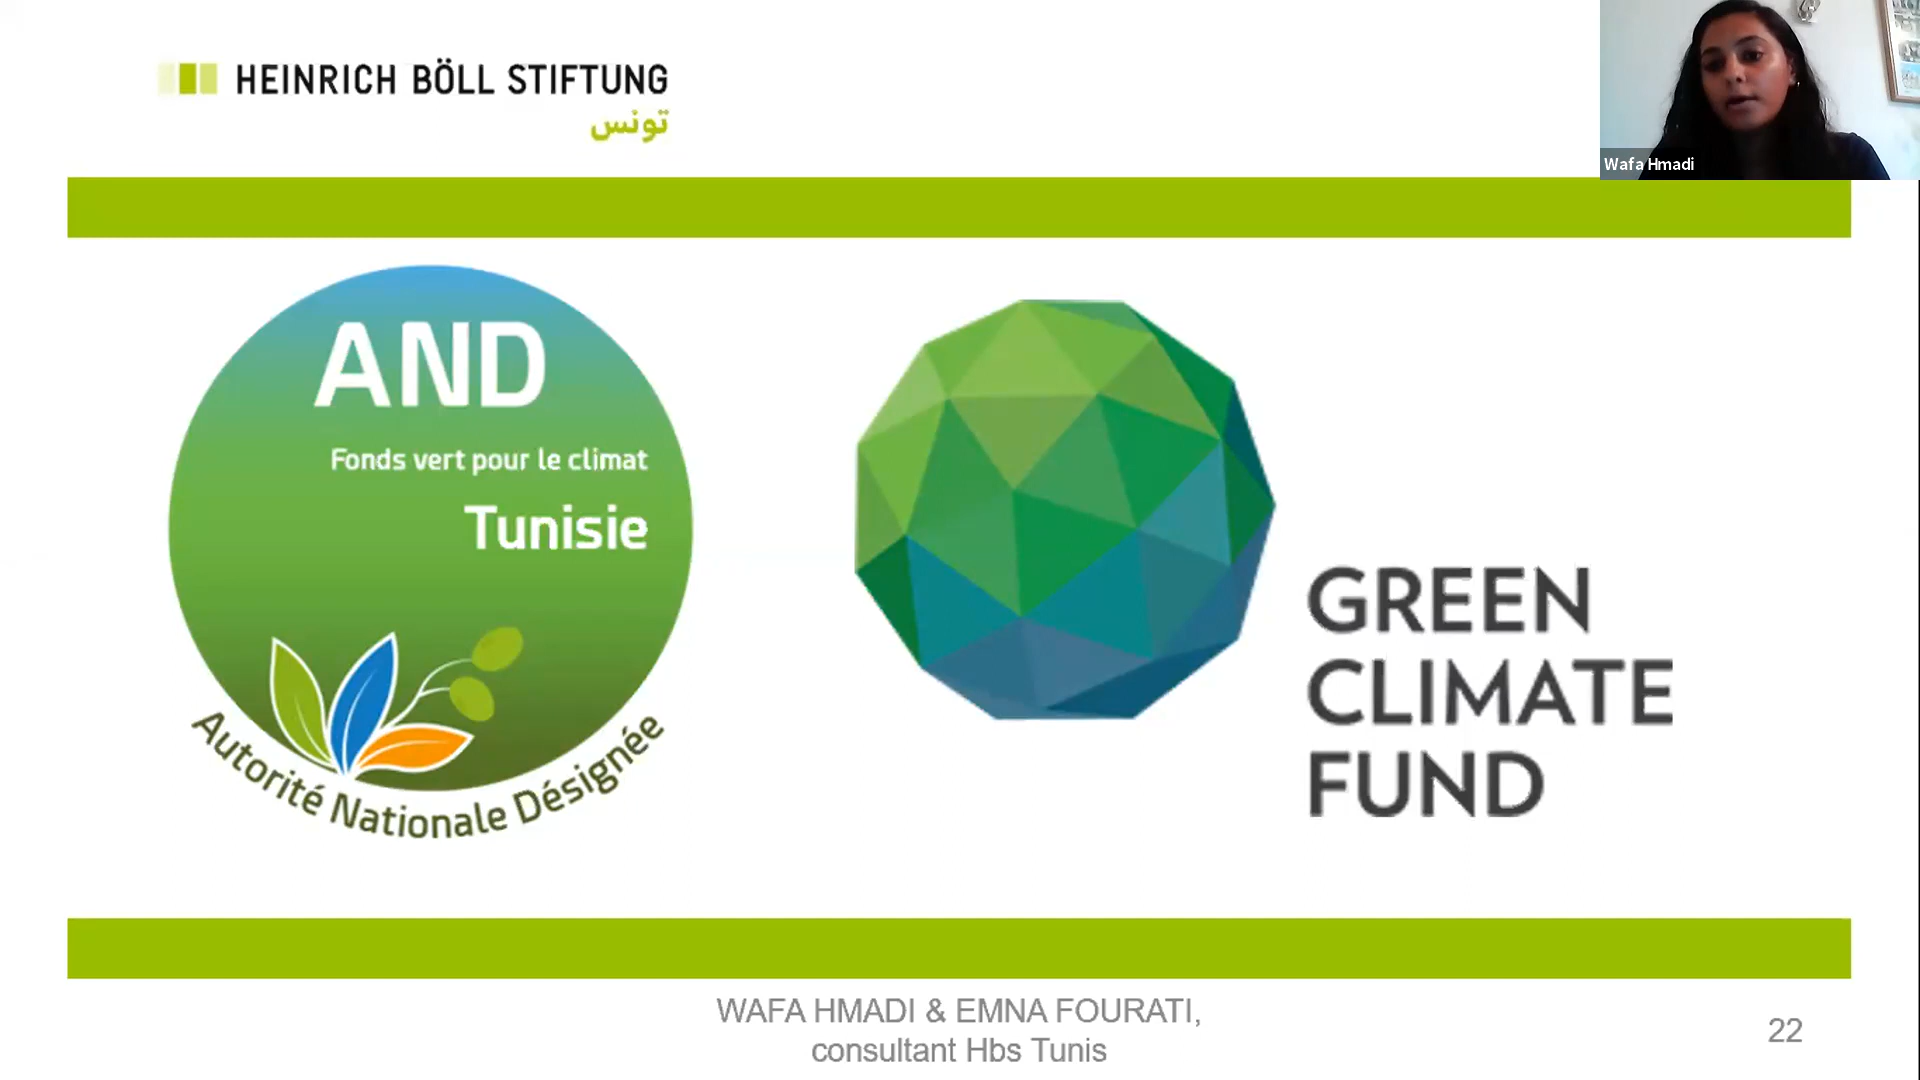 HEINRICH BÖLL STIFTUNG
تونس
Wafa Hmadi
AND
Fonds vert pour le climat
Tunisie
Autorité Nationale Désignée
GREEN
CLIMATE
FUND
WAFA HMADI & EMNA FOURATI,
consultant Hbs Tunis
22